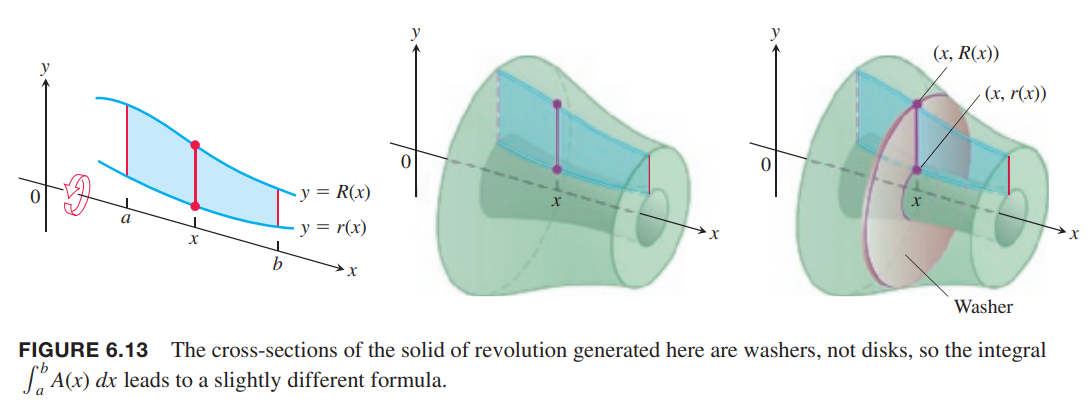 y
0
a
x
b
x
y = R(x)
y = r(x)
y
0
x
x
y
0
x
x
(x, R(x))
(x, r(x))
Washer
FIGURE 6.13 The cross-sections of the solid of revolution generated here are washers, not disks, so the integral
∫ₐᵇ A(x) dx leads to a slightly different formula.